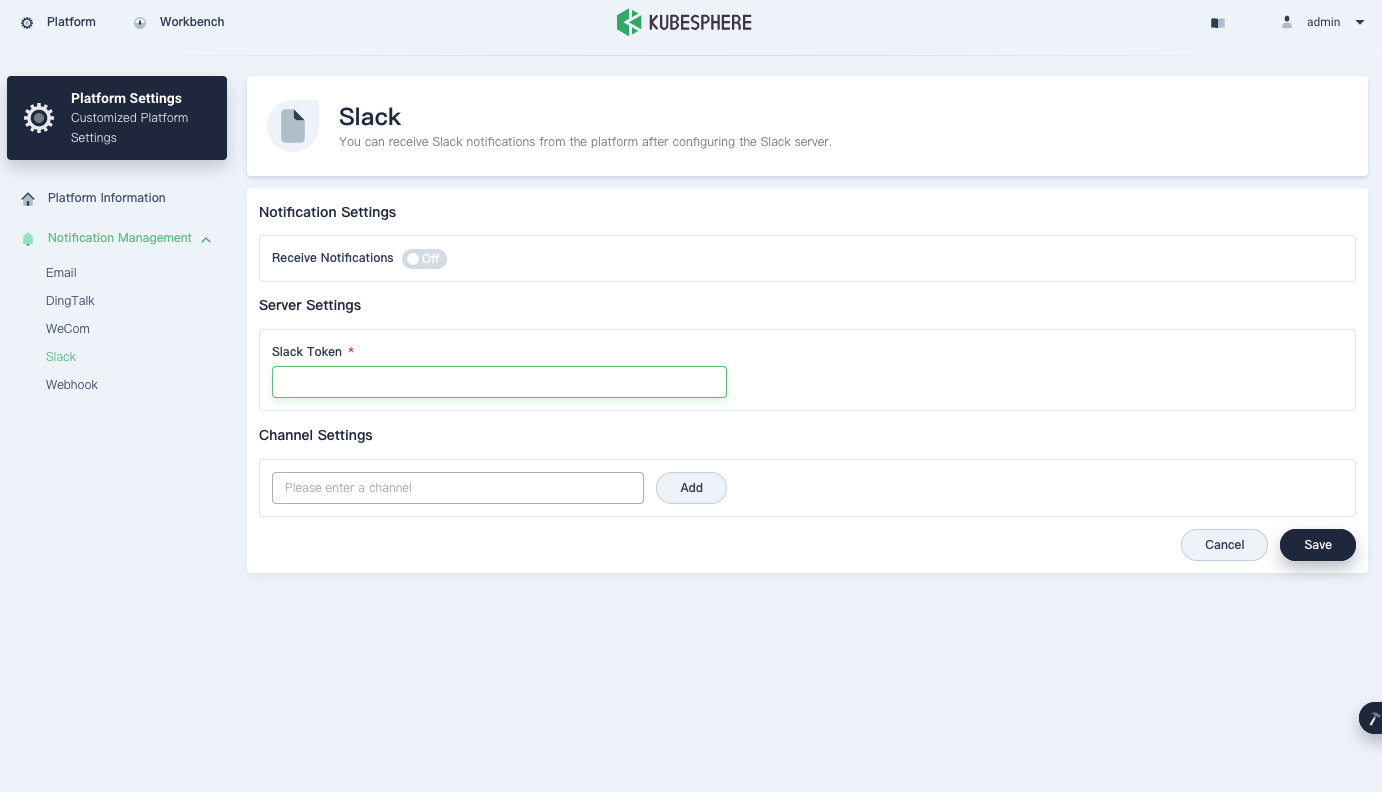 Platform
Workbench
KUBESPHERE
admin
Platform Settings
Customized Platform
Settings
Platform Information
Notification Management
Email
DingTalk
WeCom
Slack
Webhook
Slack
You can receive Slack notifications from the platform after configuring the Slack server.
Notification Settings
Receive Notifications
Off
Server Settings
Slack Token *
Channel Settings
Please enter a channel
Add
Cancel
Save